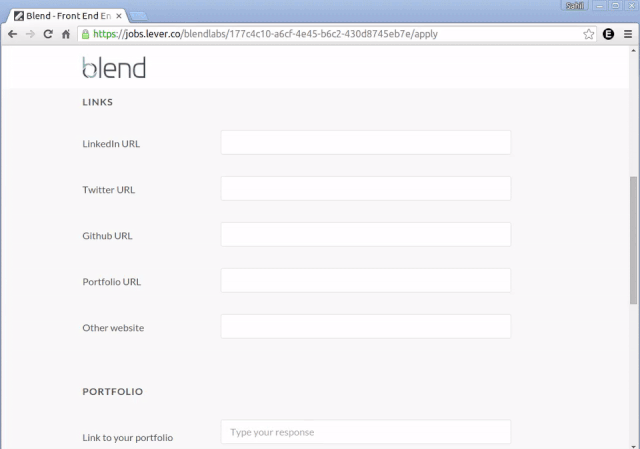 Sahil
Blend - Front End En
https://jobs.lever.co/blendlabs/177c4c10-a6cf-4e45-b6c2-430d8745eb7e/apply
blend
LINKS
LinkedIn URL
Twitter URL
Github URL
Portfolio URL
Other website
PORTFOLIO
Link to your portfolio
Type your response